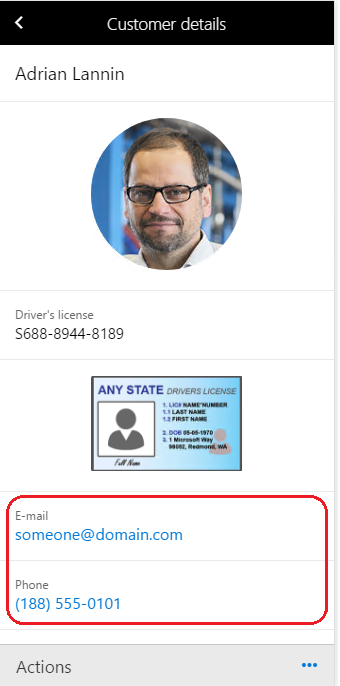 Customer details
Adrian Lannin
Driver's license
S688-8944-8189
ANY STATE DRIVERS LICENSE
1. LIC# NAME*NUMBER
1.1 LAST NAME
1.2 FIRST NAME
2. DOB 05-05-1970
3. 1 Microsoft Way
98052, Redmond, WA
Full Name
E-mail
someone@domain.com
Phone
(188) 555-0101
Actions